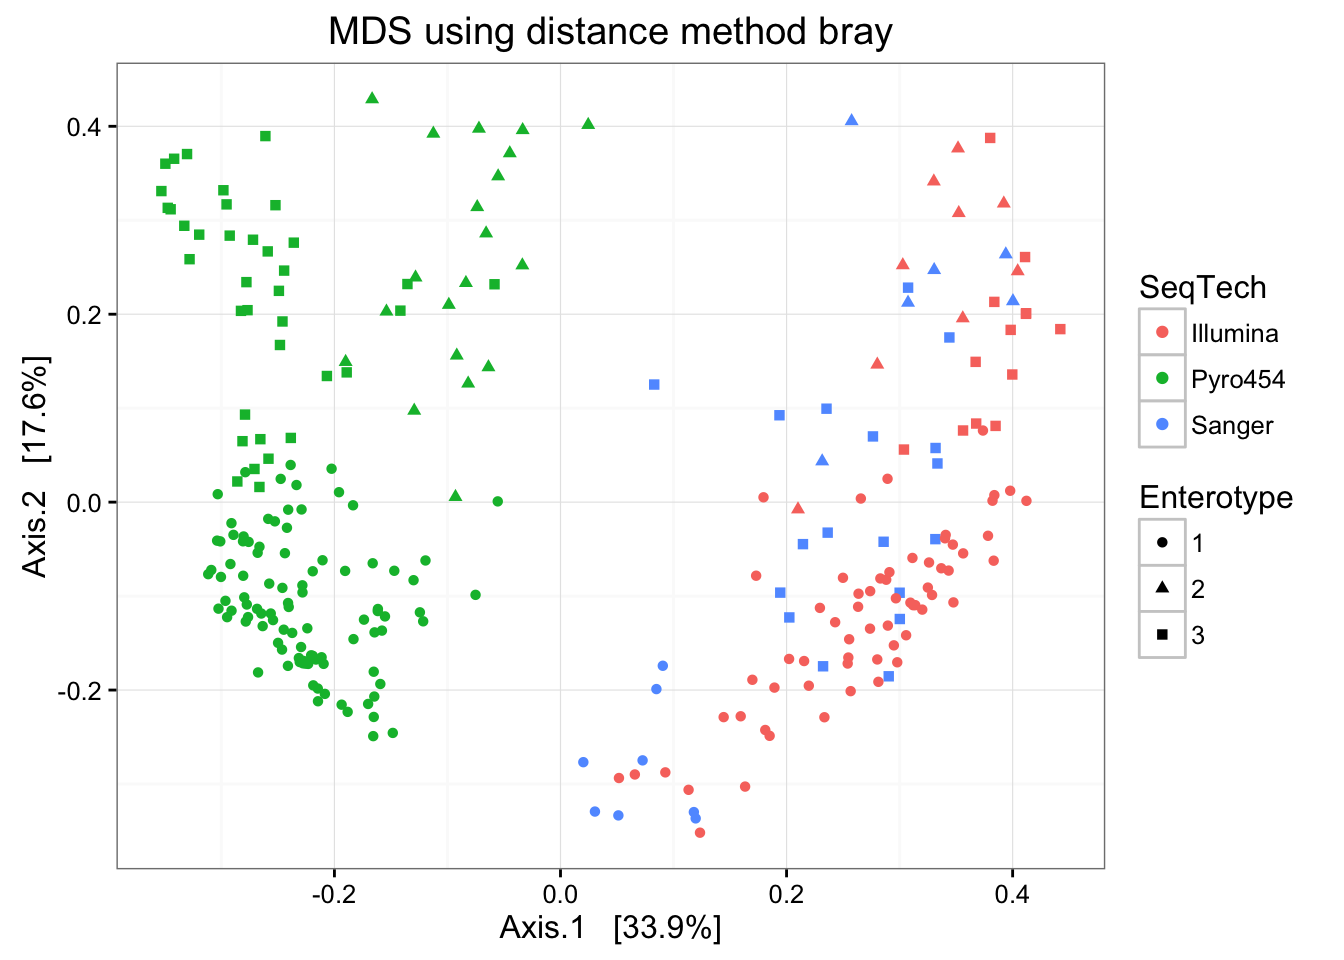 MDS using distance method bray
0.4
0.2
0.0
-0.2
Axis.2 [17.6%]
-0.2
0.0
0.2
0.4
Axis.1 [33.9%]
SeqTech
Illumina
Pyro454
Sanger
Enterotype
1
2
3